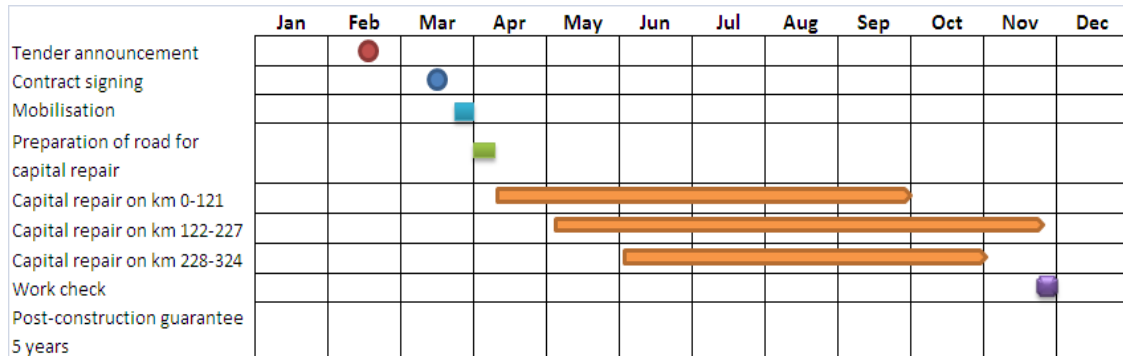 Jan Feb Mar Apr May Jun Jul Aug Sep Oct Nov Dec
Tender announcement
Contract signing
Mobilisation
Preparation of road for
capital repair
Capital repair on km 0-121
Capital repair on km 122-227
Capital repair on km 228-324
Work check
Post-construction guarantee
5 years